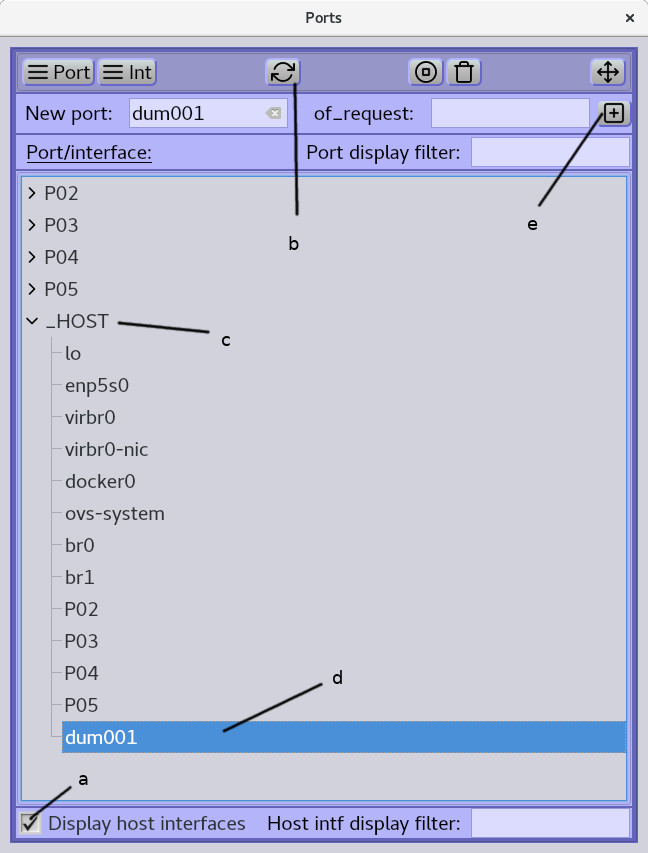 Ports
Port Int
New port: dum001 of_request:
Port/interface: Port display filter:
e
P02
P03
b
P04
P05
_HOST
c
lo
enp5s0
virbr0
virbr0-nic
docker0
ovs-system
br0
br1
P02
P03
P04
d
P05
dum001
a
Display host interfaces Host intf display filter: